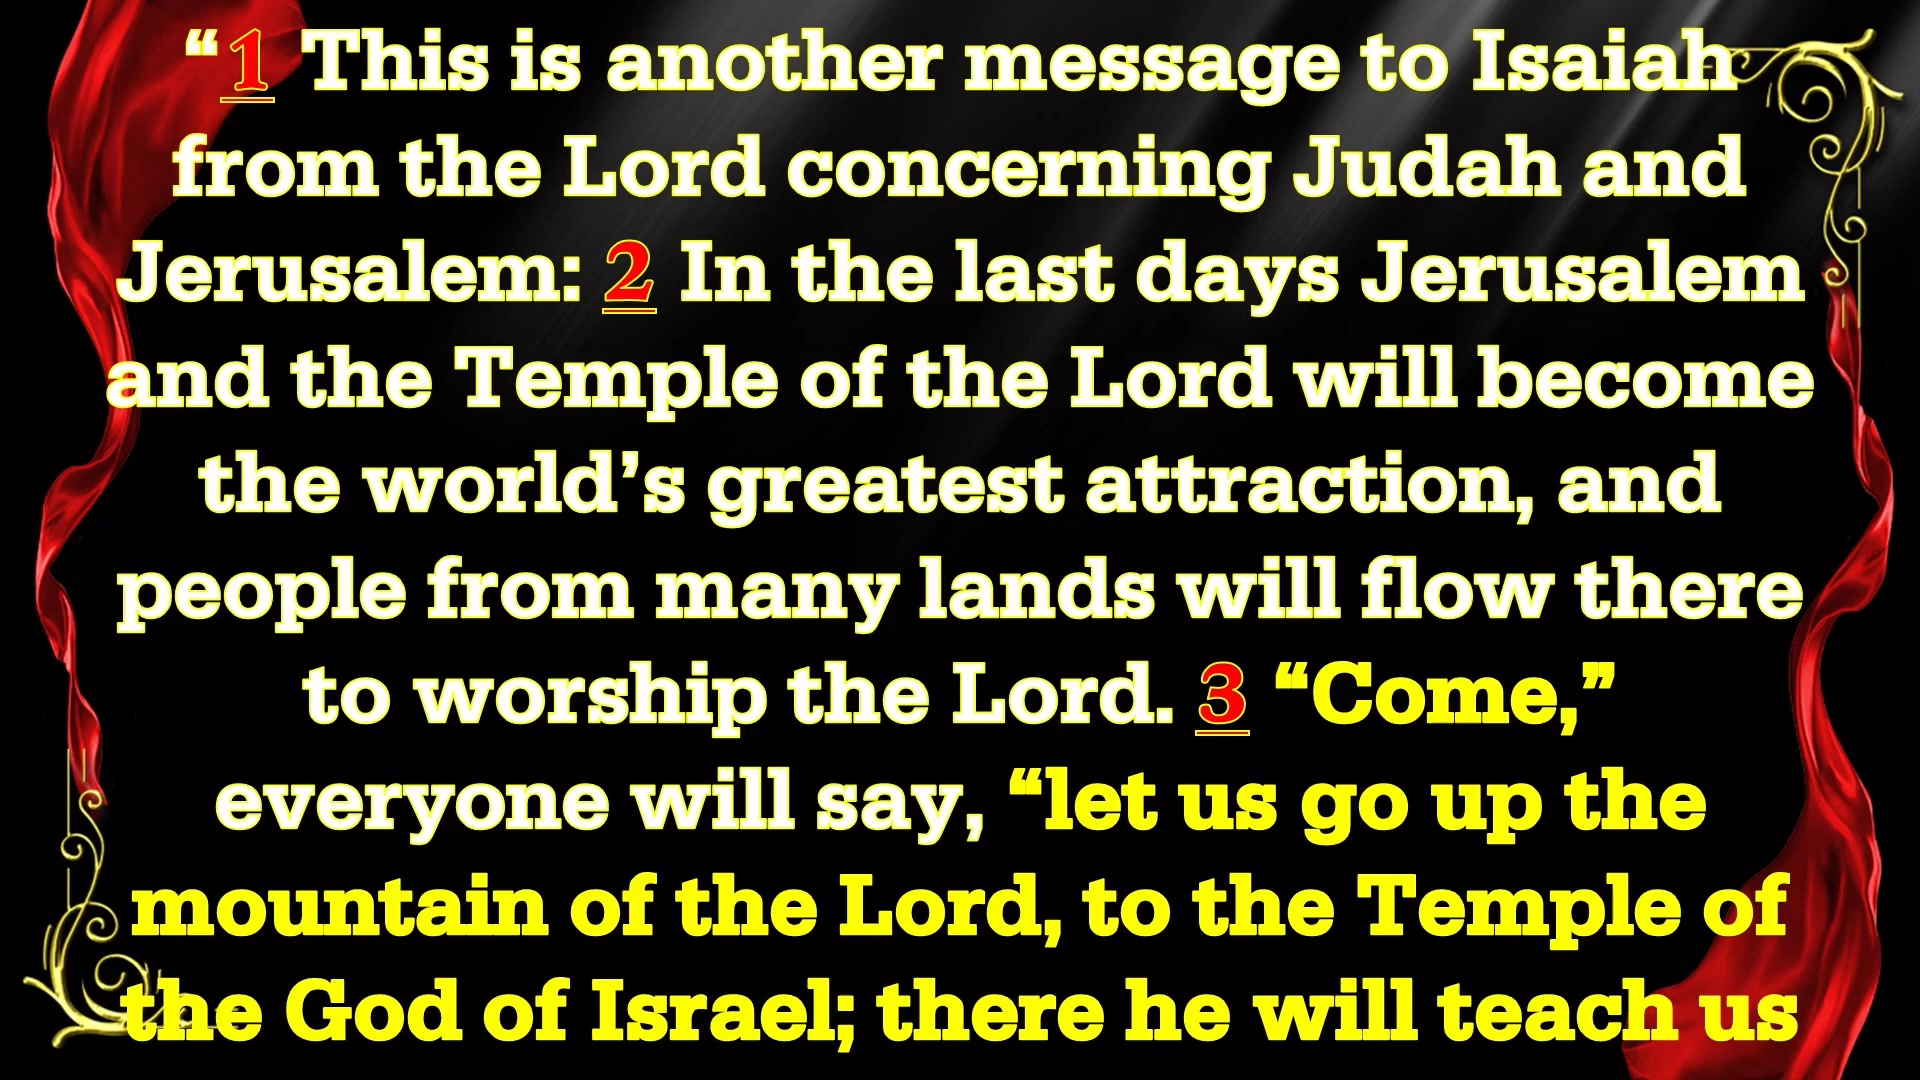 “1 This is another message to Isaiah
from the Lord concerning Judah and
Jerusalem: 2 In the last days Jerusalem
and the Temple of the Lord will become
the world’s greatest attraction, and
people from many lands will flow there
to worship the Lord. 3 “Come,”
everyone will say, “let us go up the
mountain of the Lord, to the Temple of
the God of Israel; there he will teach us